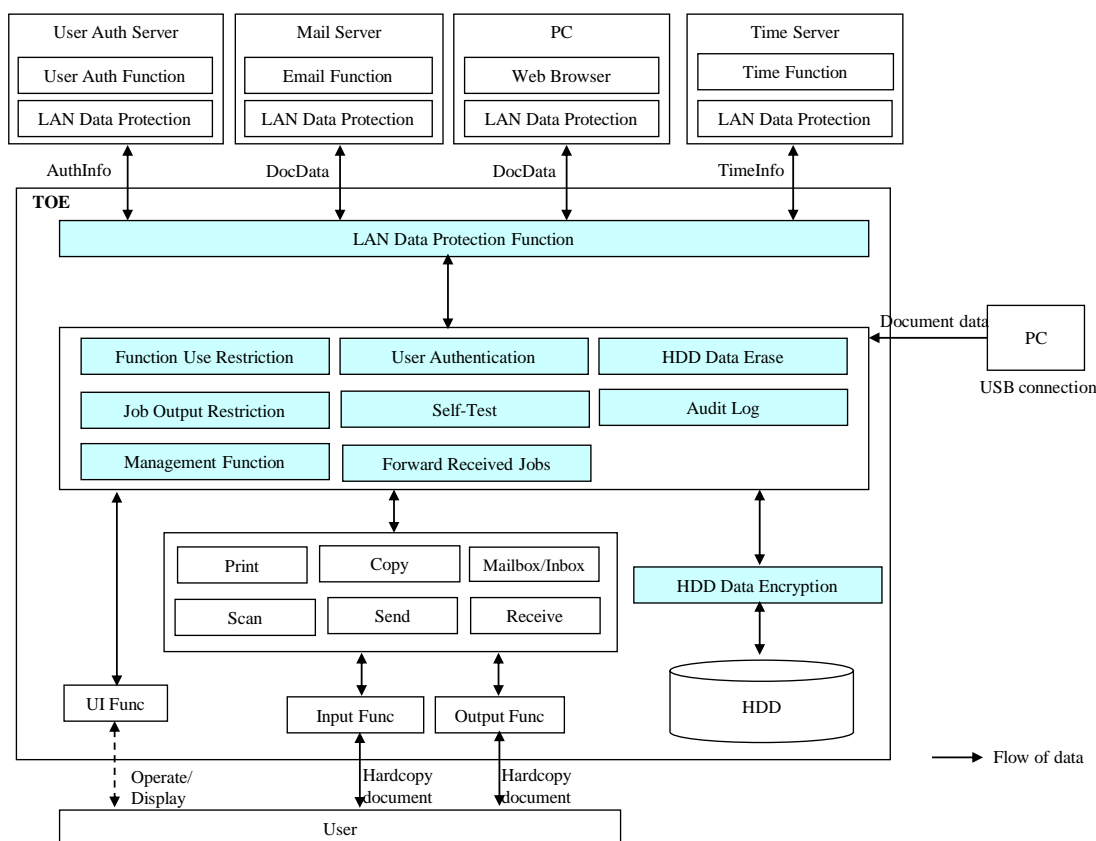 User Auth Server
Mail Server
PC
Time Server
User Auth Function
Email Function
Web Browser
Time Function
LAN Data Protection
LAN Data Protection
LAN Data Protection
LAN Data Protection
AuthInfo
DocData
DocData
TimeInfo
TOE
LAN Data Protection Function
Document data
PC
USB connection
Function Use Restriction
User Authentication
HDD Data Erase
Job Output Restriction
Self-Test
Audit Log
Management Function
Forward Received Jobs
Print
Copy
Mailbox/Inbox
Scan
Send
Receive
HDD Data Encryption
UI Func
Input Func
Output Func
HDD
Flow of data
Operate/
Display
Hardcopy
document
Hardcopy
document
User